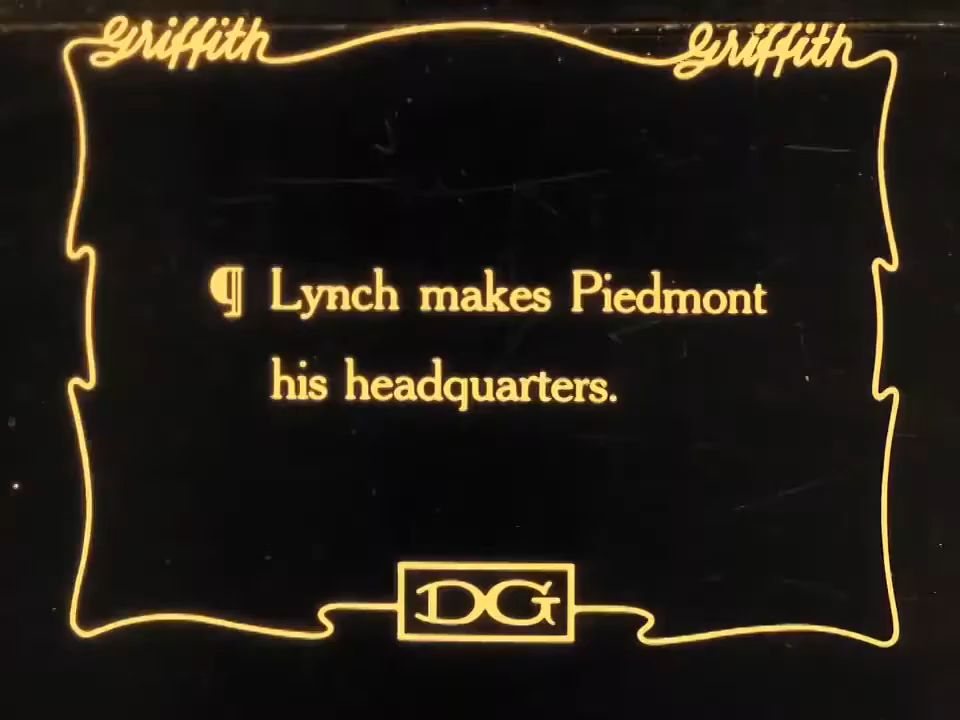 Griffith Griffith
¶ Lynch makes Piedmont
his headquarters.
DG